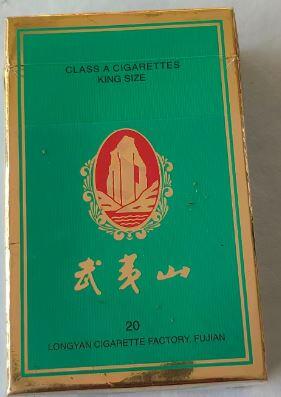 CLASS A CIGARETTES
KING SIZE
武夷山
20
LONGYAN CIGARETTE FACTORY, FUJIAN